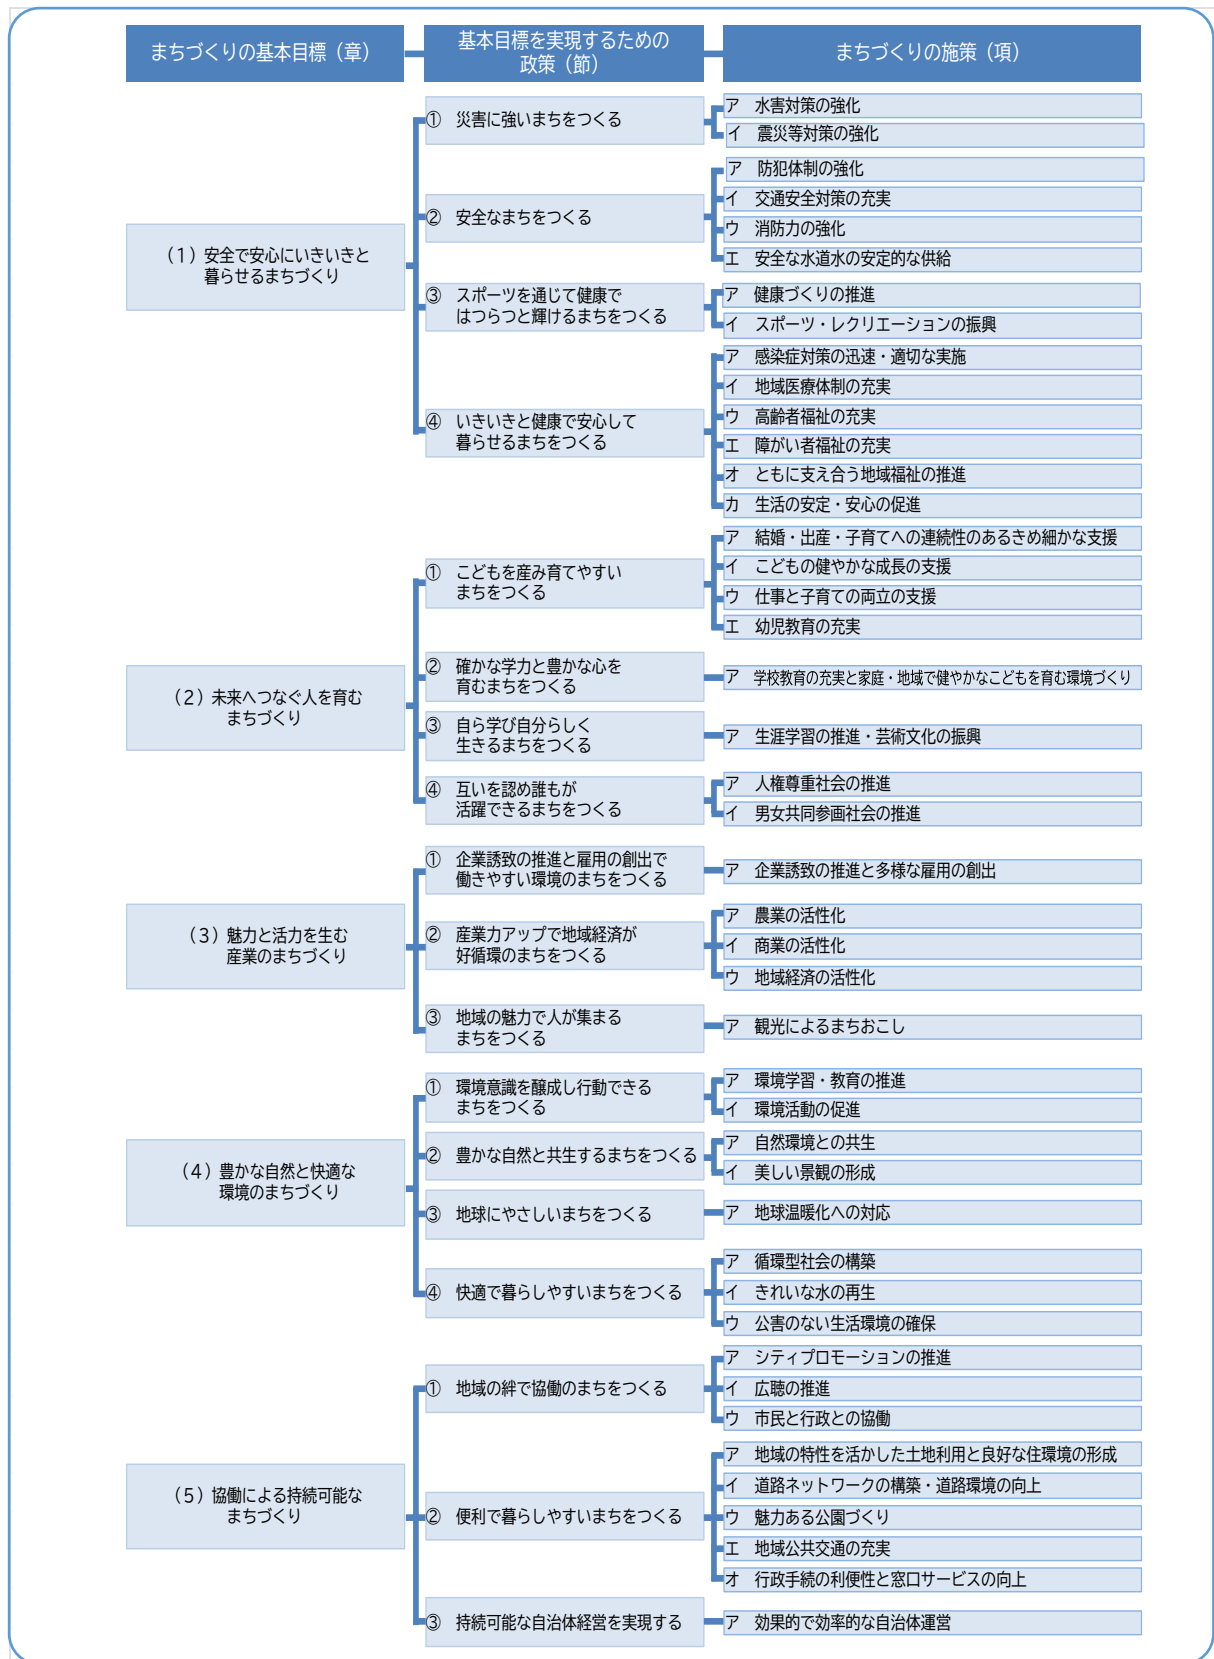 まちづくりの基本目標（章）
基本目標を実現するための
政策（節）
まちづくりの施策（項）
（１）安全で安心にいきいきと
暮らせるまちづくり
① 災害に強いまちをつくる
ア 水害対策の強化
イ 震災等対策の強化
② 安全なまちをつくる
ア 防犯体制の強化
イ 交通安全対策の充実
ウ 消防力の強化
エ 安全な水道水の安定的な供給
③ スポーツを通じて健康で
はつらつと輝けるまちをつくる
ア 健康づくりの推進
イ スポーツ・レクリエーションの振興
④ いきいきと健康で安心して
暮らせるまちをつくる
ア 感染症対策の迅速・適切な実施
イ 地域医療体制の充実
ウ 高齢者福祉の充実
エ 障がい者福祉の充実
オ ともに支え合う地域福祉の推進
カ 生活の安定・安心の促進
（２）未来へつなぐ人を育む
まちづくり
① こどもを産み育てやすい
まちをつくる
ア 結婚・出産・子育てへの連続性のあるきめ細かな支援
イ こどもの健やかな成長の支援
ウ 仕事と子育ての両立の支援
エ 幼児教育の充実
② 確かな学力と豊かな心を
育むまちをつくる
ア 学校教育の充実と家庭・地域で健やかなこどもを育む環境づくり
③ 自ら学び自分らしく
生きるまちをつくる
ア 生涯学習の推進・芸術文化の振興
④ 互いを認め誰もが
活躍できるまちをつくる
ア 人権尊重社会の推進
イ 男女共同参画社会の推進
（３）魅力と活力を生む
産業のまちづくり
① 企業誘致の推進と雇用の創出で
働きやすい環境のまちをつくる
ア 企業誘致の推進と多様な雇用の創出
② 産業力アップで地域経済が
好循環のまちをつくる
ア 農業の活性化
イ 商業の活性化
ウ 地域経済の活性化
③ 地域の魅力で人が集まる
まちをつくる
ア 観光によるまちおこし
（４）豊かな自然と快適な
環境のまちづくり
① 環境意識を醸成し行動できる
まちをつくる
ア 環境学習・教育の推進
イ 環境活動の促進
② 豊かな自然と共生するまちをつくる
ア 自然環境との共生
イ 美しい景観の形成
③ 地球にやさしいまちをつくる
ア 地球温暖化への対応
④ 快適で暮らしやすいまちをつくる
ア 循環型社会の構築
イ きれいな水の再生
ウ 公害のない生活環境の確保
（５）協働による持続可能な
まちづくり
① 地域の絆で協働のまちをつくる
ア シティプロモーションの推進
イ 広聴の推進
ウ 市民と行政との協働
② 便利で暮らしやすいまちをつくる
ア 地域の特性を活かした土地利用と良好な住環境の形成
イ 道路ネットワークの構築・道路環境の向上
ウ 魅力ある公園づくり
エ 地域公共交通の充実
オ 行政手続の利便性と窓口サービスの向上
③ 持続可能な自治体経営を実現する
ア 効果的で効率的な自治体運営